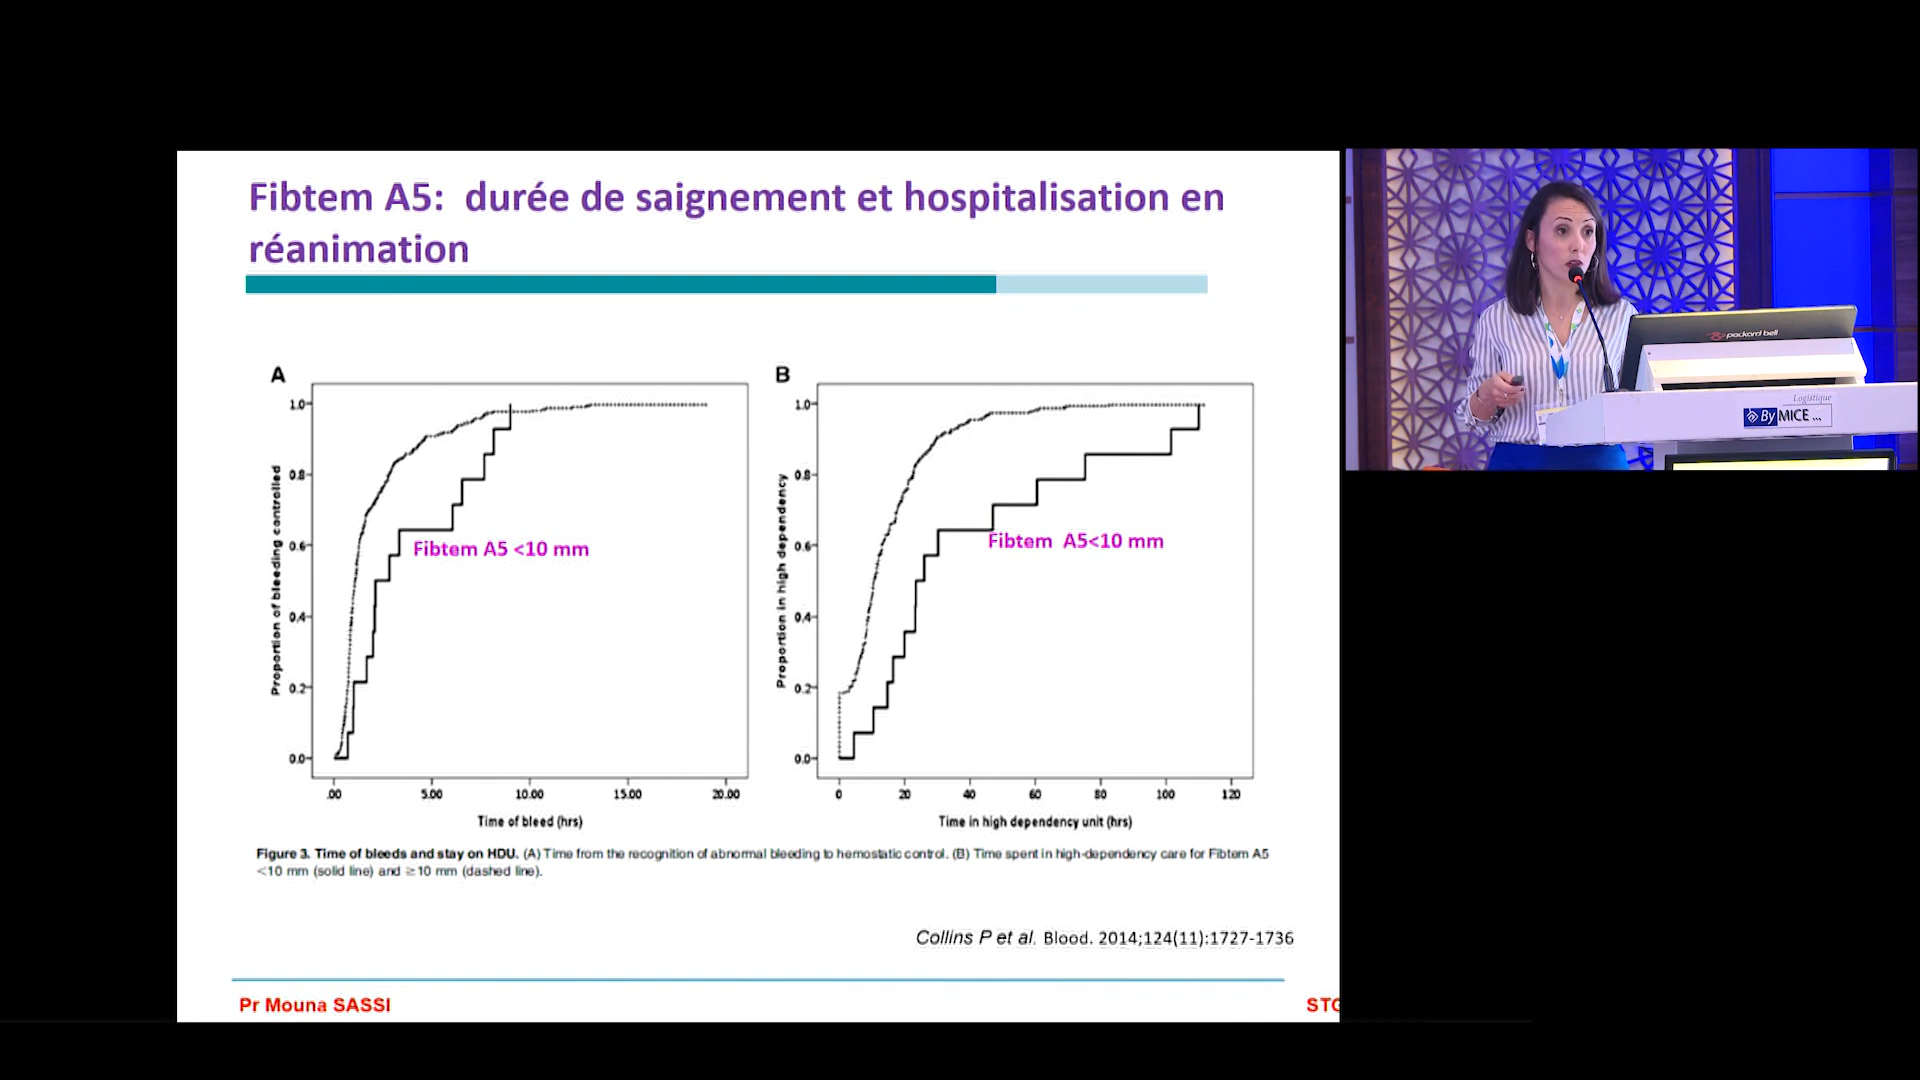 Fibtem A5: durée de saignement et hospitalisation en
réanimation
A
Proportion of bleeding controlled
1.0
0.8
0.6
0.4
0.2
0.0
Fibtem A5 <10 mm
.00 5.00 10.00 15.00 20.00
Time of bleed (hrs)
B
Proportion in high dependency
1.0
0.8
0.6
0.4
0.2
0.0
Fibtem A5<10 mm
0 20 40 60 80 100 120
Time in high dependency unit (hrs)
Figure 3. Time of bleeds and stay on HDU. (A) Time from the recognition of abnormal bleeding to hemostatic control. (B) Time spent in high-dependency care for Fibtem A5
<10 mm (solid line) and ≥10 mm (dashed line).
Collins P et al. Blood. 2014;124(11):1727-1736
Pr Mouna SASSI
packard bell
Logistique
By MICE ...